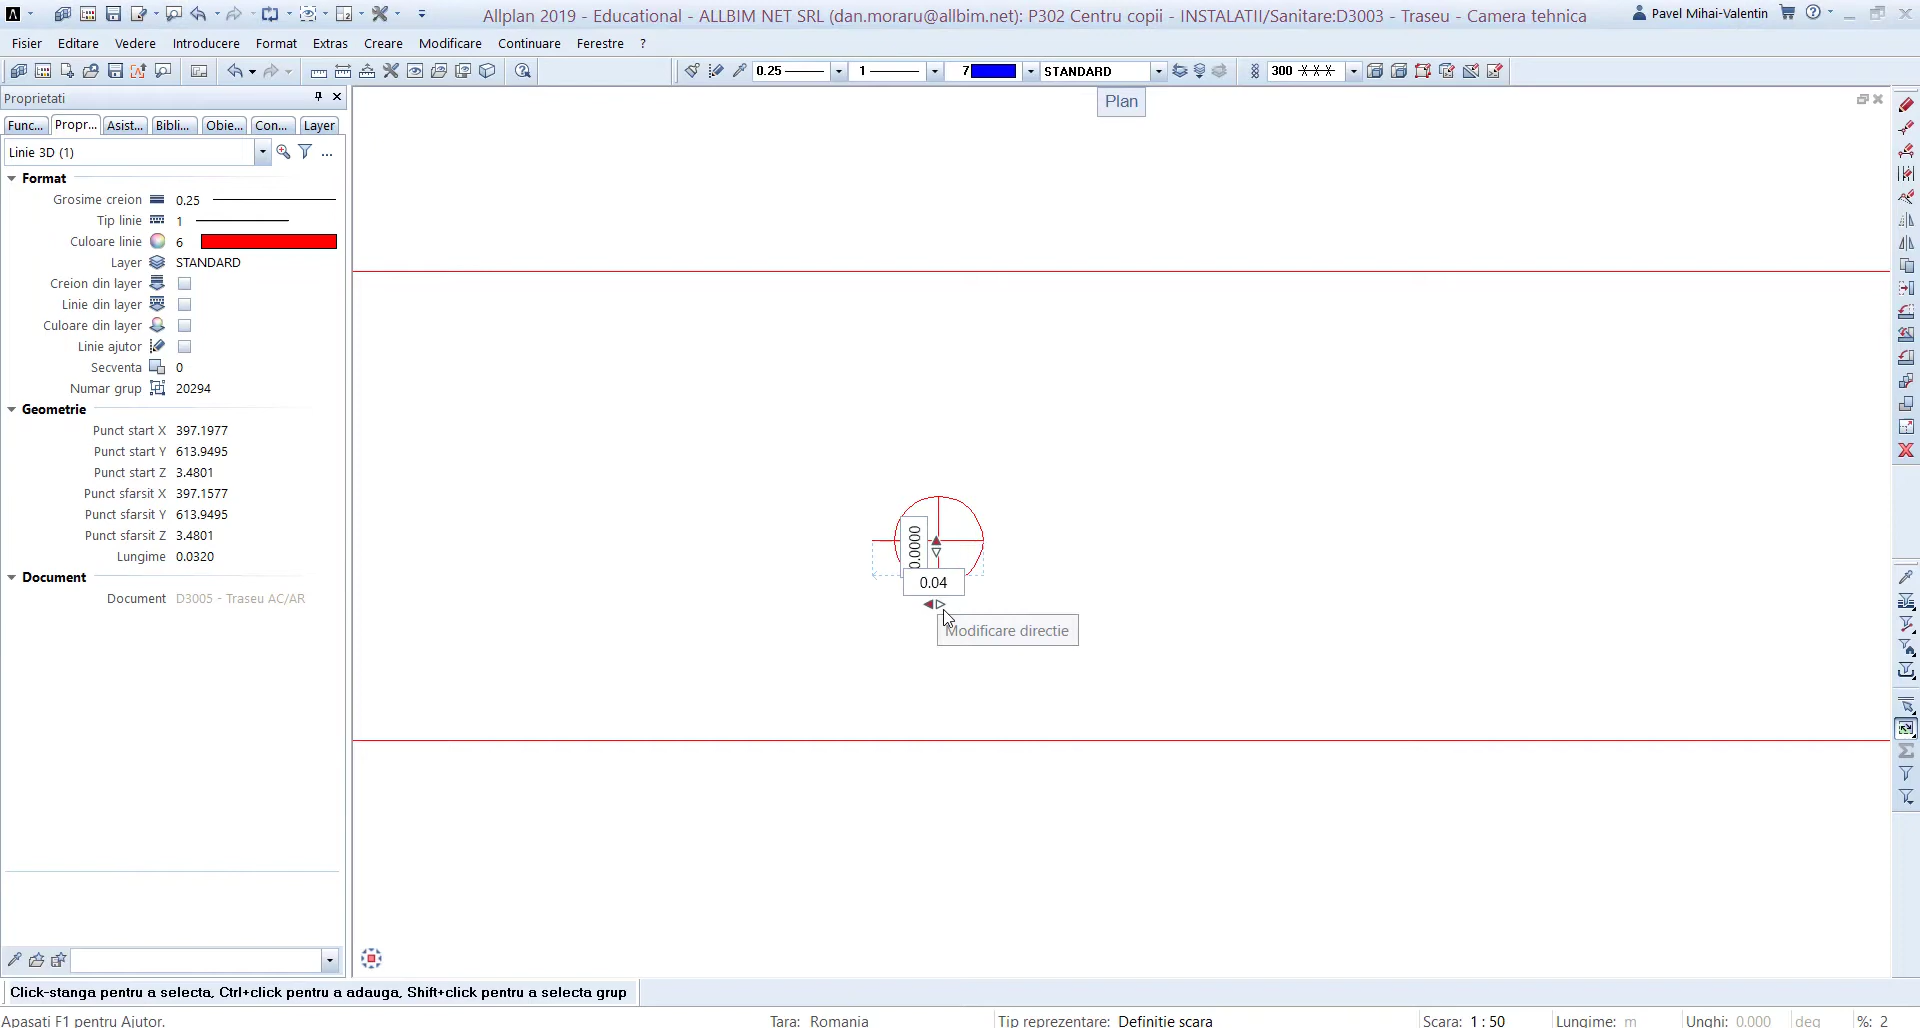 Allplan 2019 - Educational - ALLBIM NET SRL (dan.moraru@allbim.net): P302 Centru copii - INSTALATII/Sanitare:D3003 - Traseu - Camera tehnica
Pavel Mihai-Valentin
Fisier Editare Vedere Introducere Format Extras Creare Modificare Continuare Ferestre ?
0.25 1 7 STANDARD 300
Proprietati
Plan
Func... Propr... Asist... Bibli... Obie... Con... Layer
Linie 3D (1)
...
Format
Grosime creion 0.25
Tip linie 1
Culoare linie 6
Layer STANDARD
Creion din layer
Linie din layer
Culoare din layer
Linie ajutor
Secventa 0
Numar grup 20294
Geometrie
Punct start X 397.1977
Punct start Y 613.9495
Punct start Z 3.4801
Punct sfarsit X 397.1577
Punct sfarsit Y 613.9495
Punct sfarsit Z 3.4801
Lungime 0.0320
Document
Document D3005 - Traseu AC/AR
0.0000
0.04
Modificare directie
Click-stanga pentru a selecta, Ctrl+click pentru a adauga, Shift+click pentru a selecta grup
Apasati F1 pentru Ajutor.
Tara: Romania
Tip reprezentare: Definitie scara
Scara: 1 : 50
Lungime: m
Unghi: 0.000 deg
%: 2